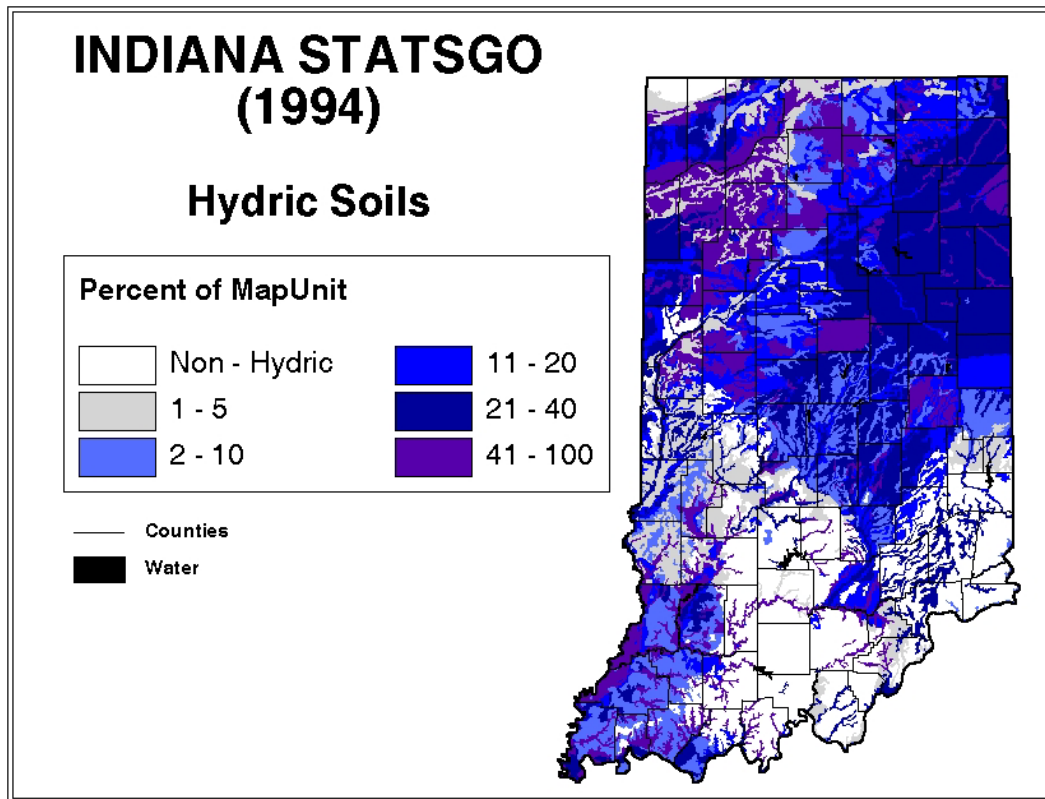 INDIANA STATSGO
(1994)
Hydric Soils
Percent of MapUnit
Non - Hydric
1 - 5
2 - 10
11 - 20
21 - 40
41 - 100
Counties
Water